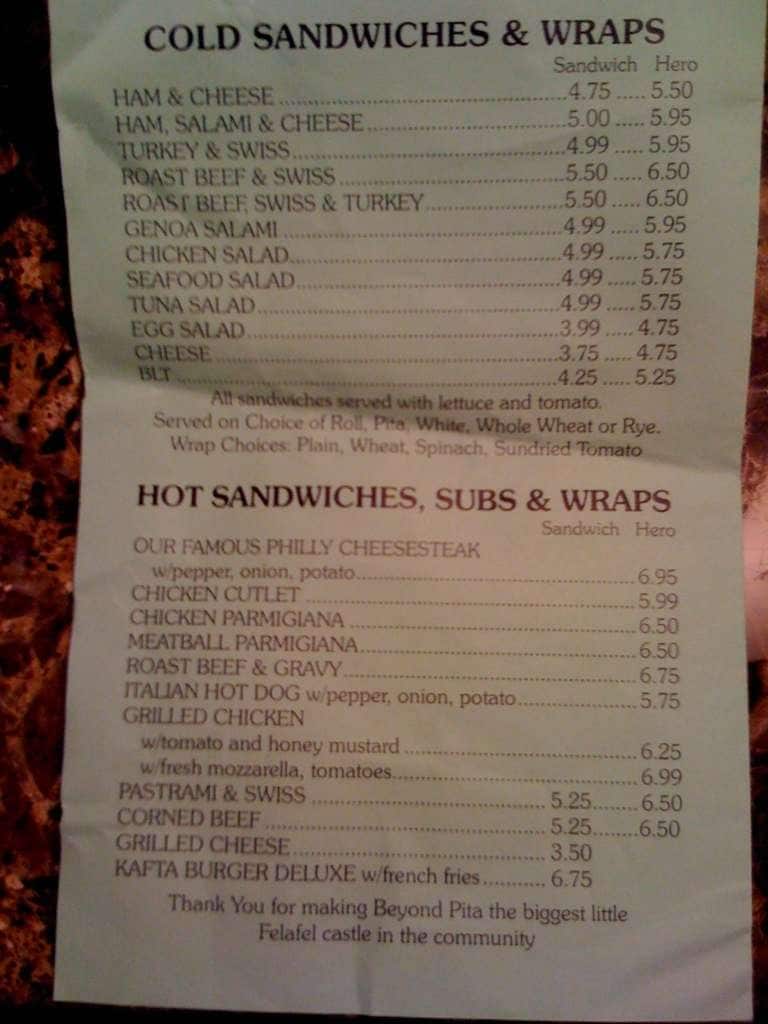 COLD SANDWICHES & WRAPS
Sandwich Hero
HAM & CHEESE ..... 4.75 ..... 5.50
HAM, SALAMI & CHEESE ..... 5.00 ..... 5.95
TURKEY & SWISS ..... 4.99 ..... 5.95
ROAST BEEF & SWISS ..... 5.50 ..... 6.50
ROAST BEEF, SWISS & TURKEY ..... 5.50 ..... 6.50
GENOA SALAMI ..... 4.99 ..... 5.95
CHICKEN SALAD ..... 4.99 ..... 5.75
SEAFOOD SALAD ..... 4.99 ..... 5.75
TUNA SALAD ..... 4.99 ..... 5.75
EGG SALAD ..... 3.99 ..... 4.75
CHEESE ..... 3.75 ..... 4.75
BLT ..... 4.25 ..... 5.25
All sandwiches served with lettuce and tomato.
Served on Choice of Roll, Pita, White, Whole Wheat or Rye.
Wrap Choices: Plain, Wheat, Spinach, Sundried Tomato
HOT SANDWICHES, SUBS & WRAPS
Sandwich Hero
OUR FAMOUS PHILLY CHEESESTEAK
w/pepper, onion, potato ..... 6.95
CHICKEN CUTLET ..... 5.99
CHICKEN PARMIGIANA ..... 6.50
MEATBALL PARMIGIANA ..... 6.50
ROAST BEEF & GRAVY ..... 6.75
ITALIAN HOT DOG w/pepper, onion, potato ..... 5.75
GRILLED CHICKEN
w/tomato and honey mustard ..... 6.25
w/fresh mozzarella, tomatoes ..... 6.99
PASTRAMI & SWISS ..... 5.25 ..... 6.50
CORNED BEEF ..... 5.25 ..... 6.50
GRILLED CHEESE ..... 3.50
KAFTA BURGER DELUXE w/french fries ..... 6.75
Thank You for making Beyond Pita the biggest little
Felafel castle in the community